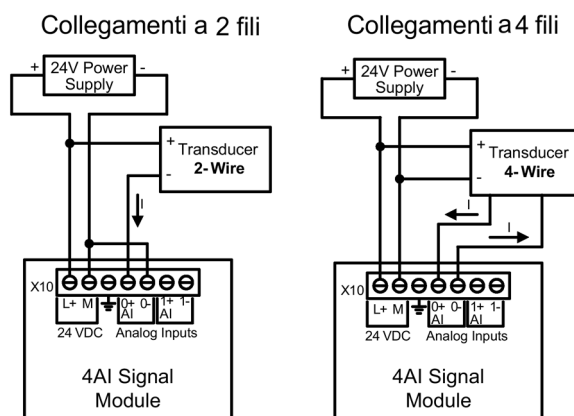 Collegamenti a 2 fili
+ 24V Power -
Supply
+ Transducer
2-Wire
-
I
X10
L+ M 0+ 0- 1+ 1-
AI AI
24 VDC Analog Inputs
4AI Signal
Module
Collegamenti a 4 fili
+ 24V Power -
Supply
+ Transducer
- 4-Wire
I
I
X10
L+ M 0+ 0- 1+ 1-
AI AI
24 VDC Analog Inputs
4AI Signal
Module